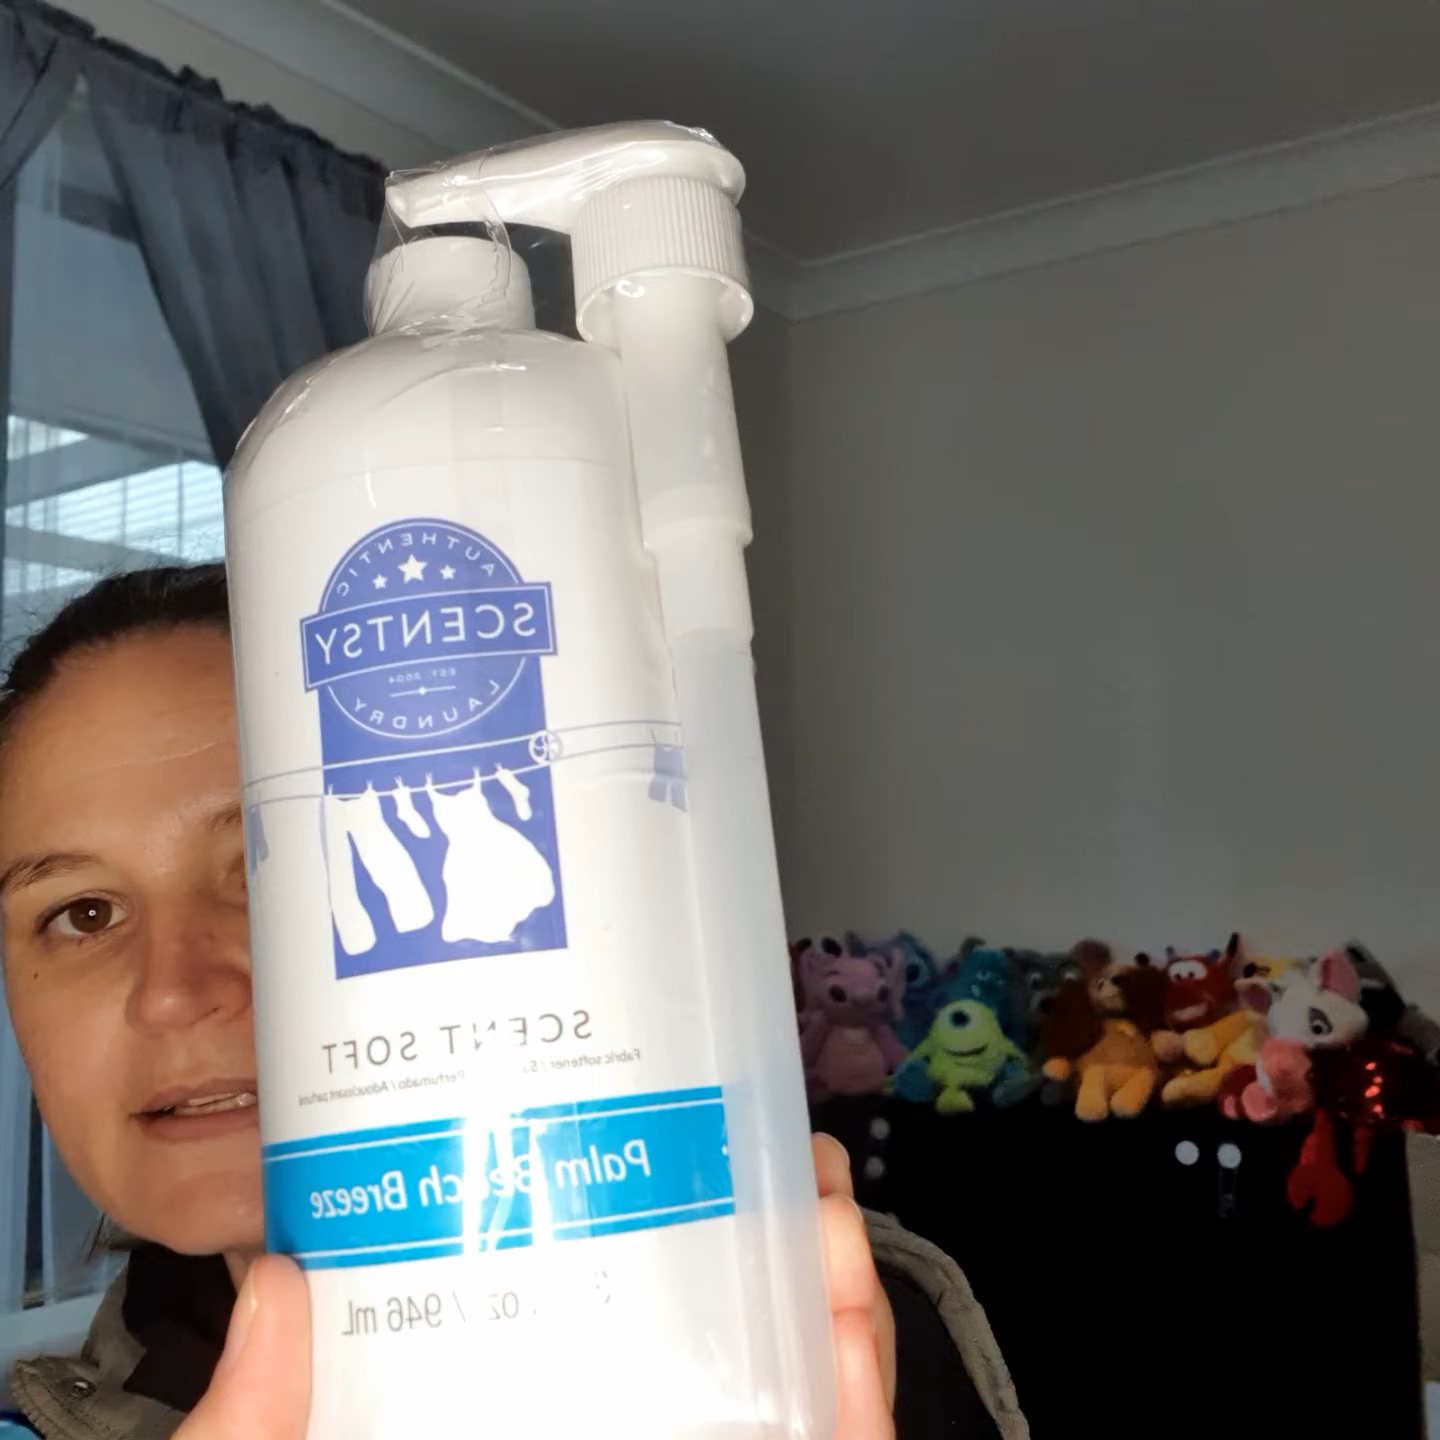 AUTHENTIC
SCENTSY
EST 2004
LAUNDRY
SCENT SOFT
Fabric softener / Perfumado / Adoucissant parfumé
Palm Beach Breeze
oz / 946 mL